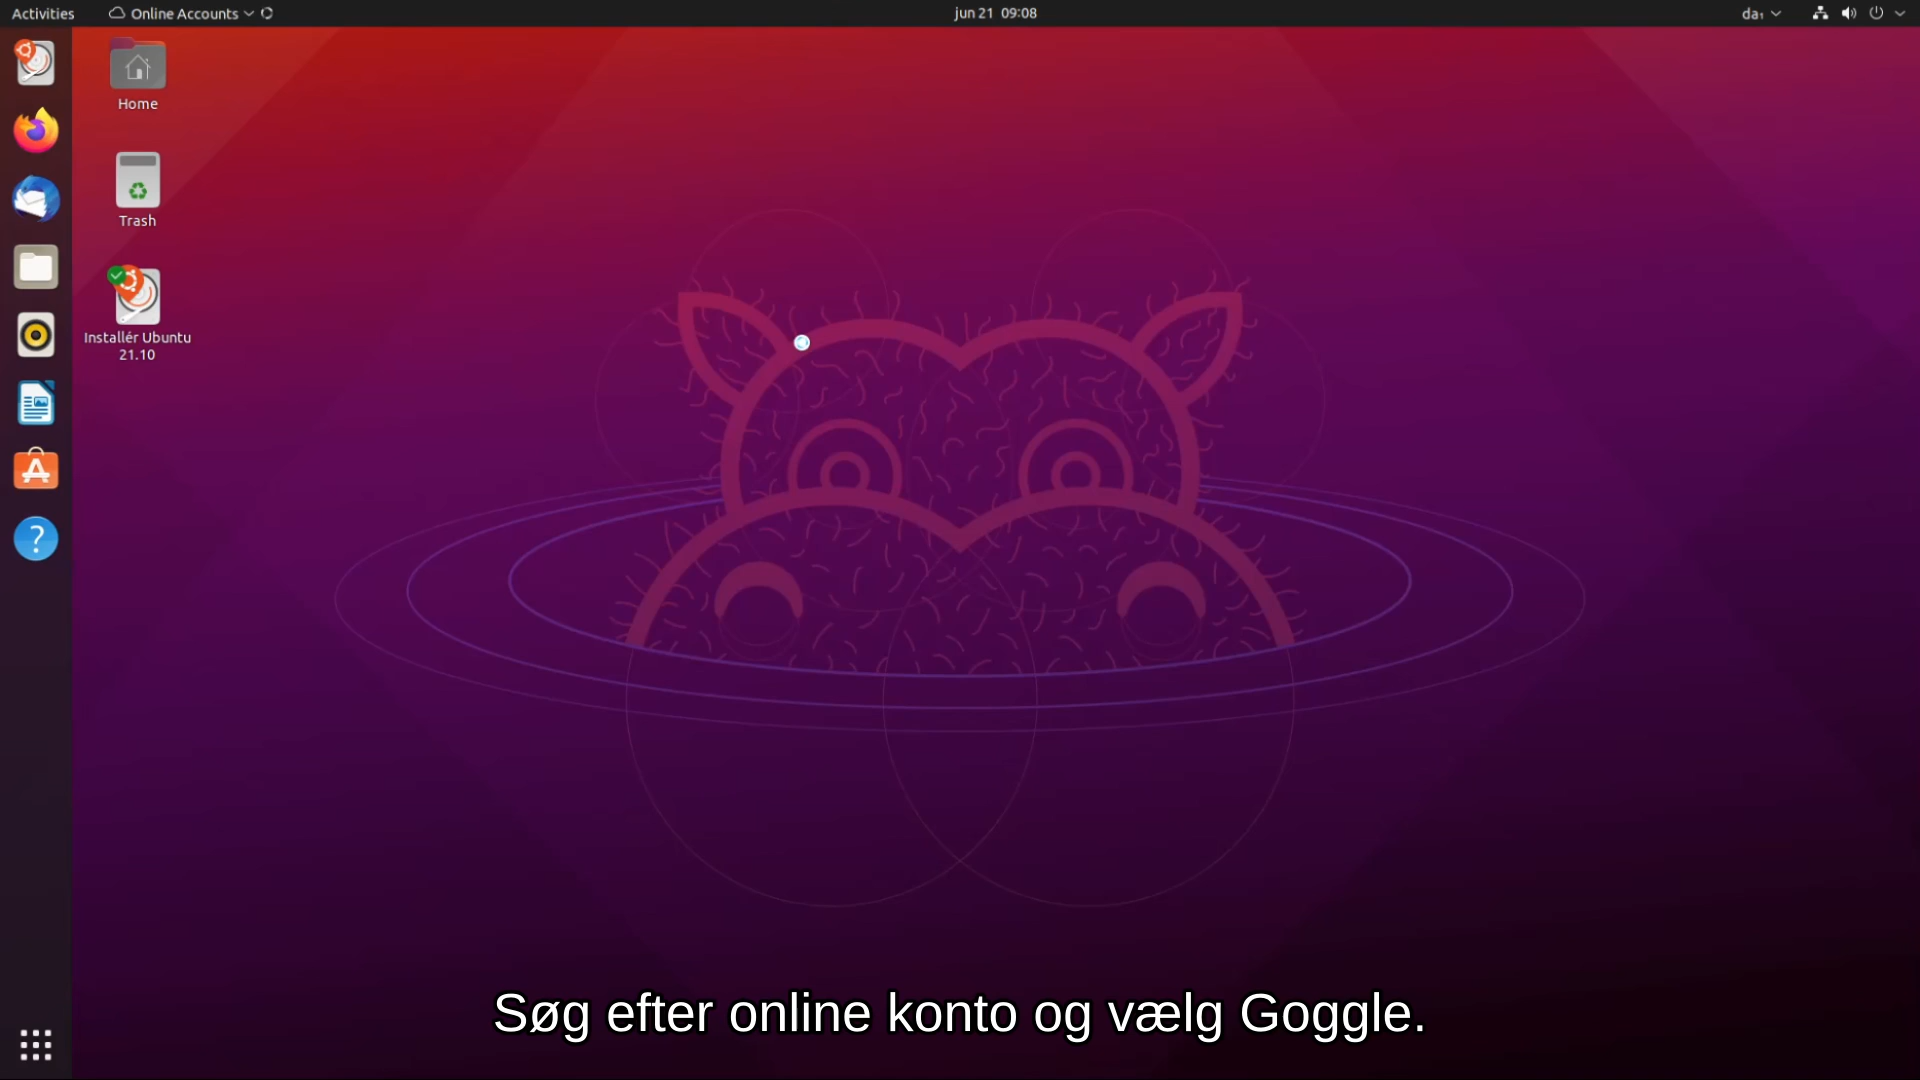 Activities
Online Accounts
jun 21 09:08
da₁
Home
Trash
Installér Ubuntu
21.10
?
Søg efter online konto og vælg Goggle.